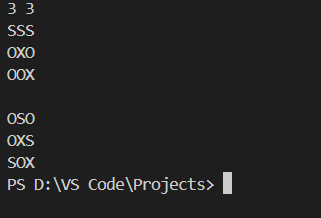 3 3
SSS
OXO
OOX

OSO
OXS
SOX
PS D:\VS Code\Projects>